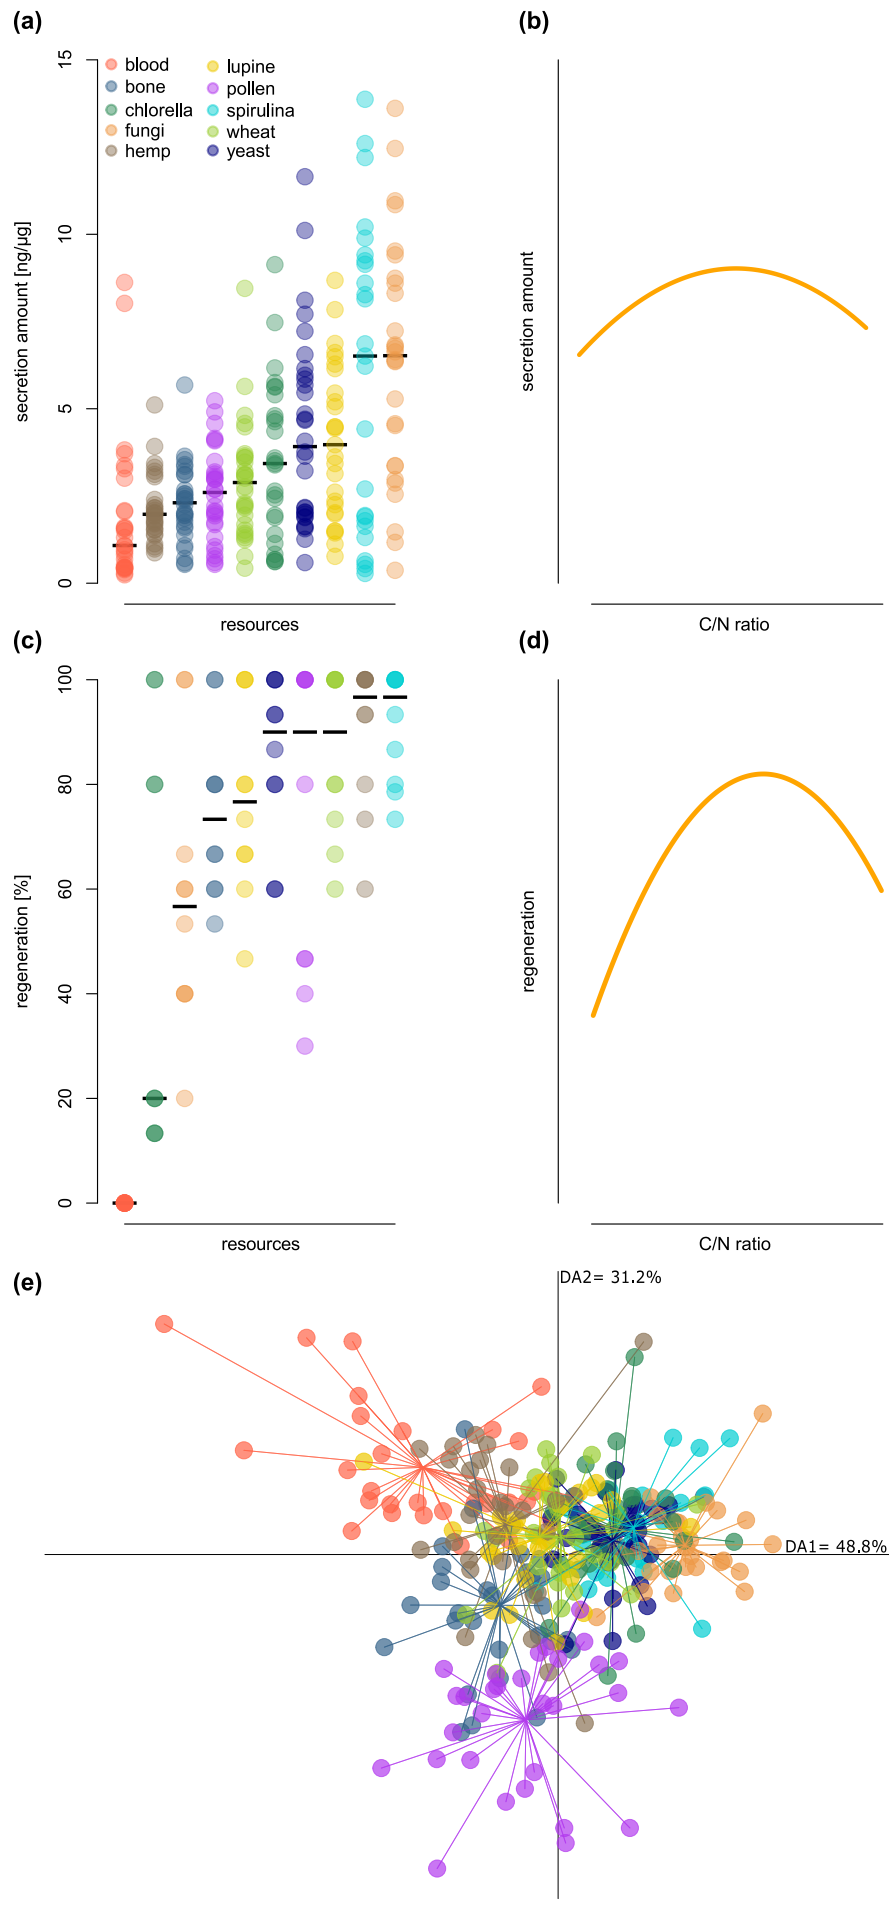 (a)
(b)
15
10
5
0
secretion amount [ng/µg]
blood
bone
chlorella
fungi
hemp
lupine
pollen
spirulina
wheat
yeast
resources
secretion amount
C/N ratio
(c)
(d)
100
80
60
40
20
0
regeneration [%]
resources
regeneration
C/N ratio
(e)
DA2= 31.2%
DA1= 48.8%